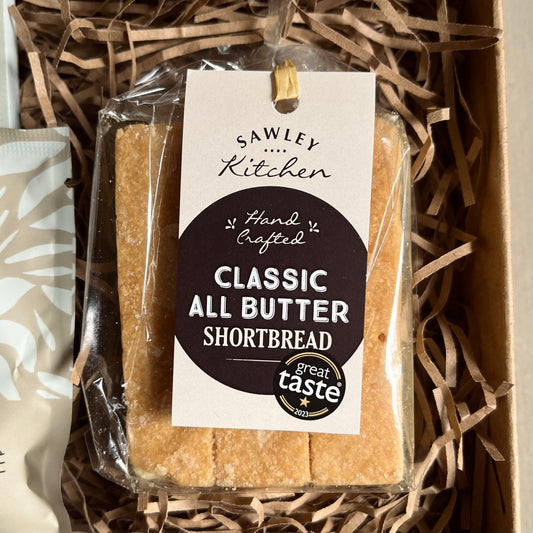 SAWLEY
Kitchen
Hand
Crafted
CLASSIC
ALL BUTTER
SHORTBREAD
great
taste®
2023